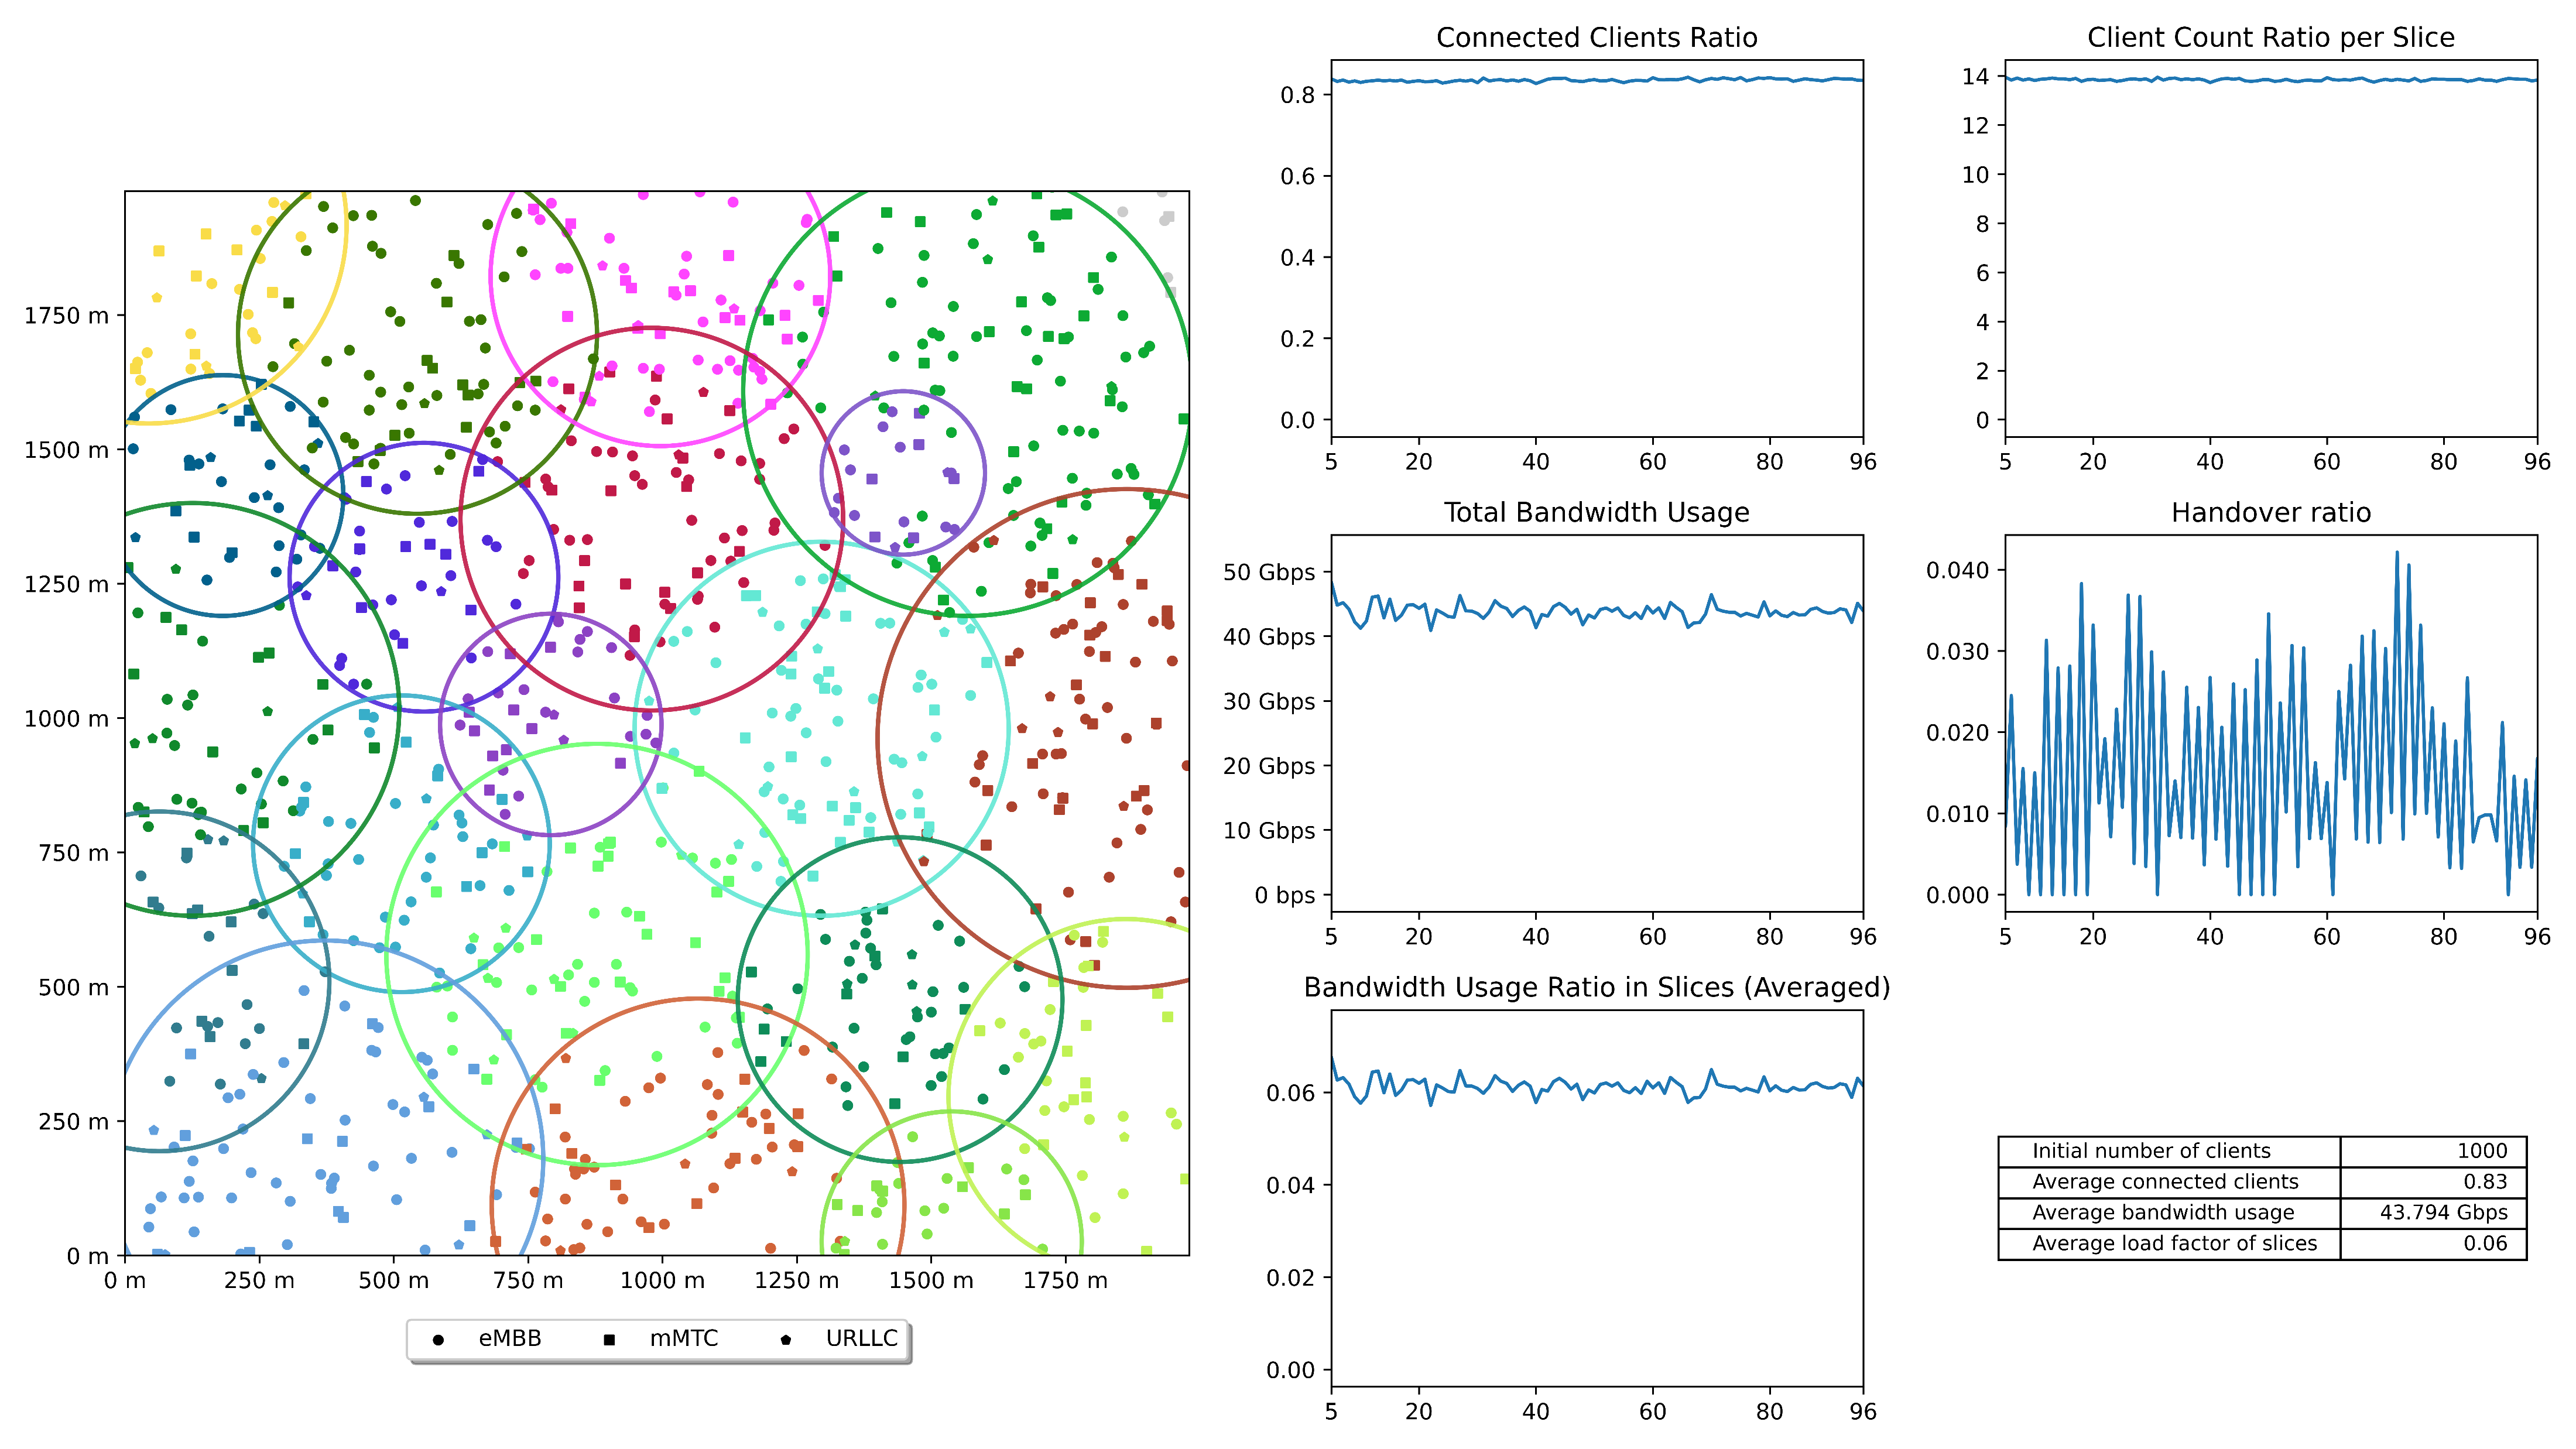 1750 m
1500 m
1250 m
1000 m
750 m
500 m
250 m
0 m
0 m 250 m 500 m 750 m 1000 m 1250 m 1500 m 1750 m
eMBB mMTC URLLC
Connected Clients Ratio
0.8
0.6
0.4
0.2
0.0
5 20 40 60 80 96
Client Count Ratio per Slice
14
12
10
8
6
4
2
0
5 20 40 60 80 96
Total Bandwidth Usage
50 Gbps
40 Gbps
30 Gbps
20 Gbps
10 Gbps
0 bps
5 20 40 60 80 96
Handover ratio
0.040
0.030
0.020
0.010
0.000
5 20 40 60 80 96
Bandwidth Usage Ratio in Slices (Averaged)
0.06
0.04
0.02
0.00
5 20 40 60 80 96
Initial number of clients 1000
Average connected clients 0.83
Average bandwidth usage 43.794 Gbps
Average load factor of slices 0.06